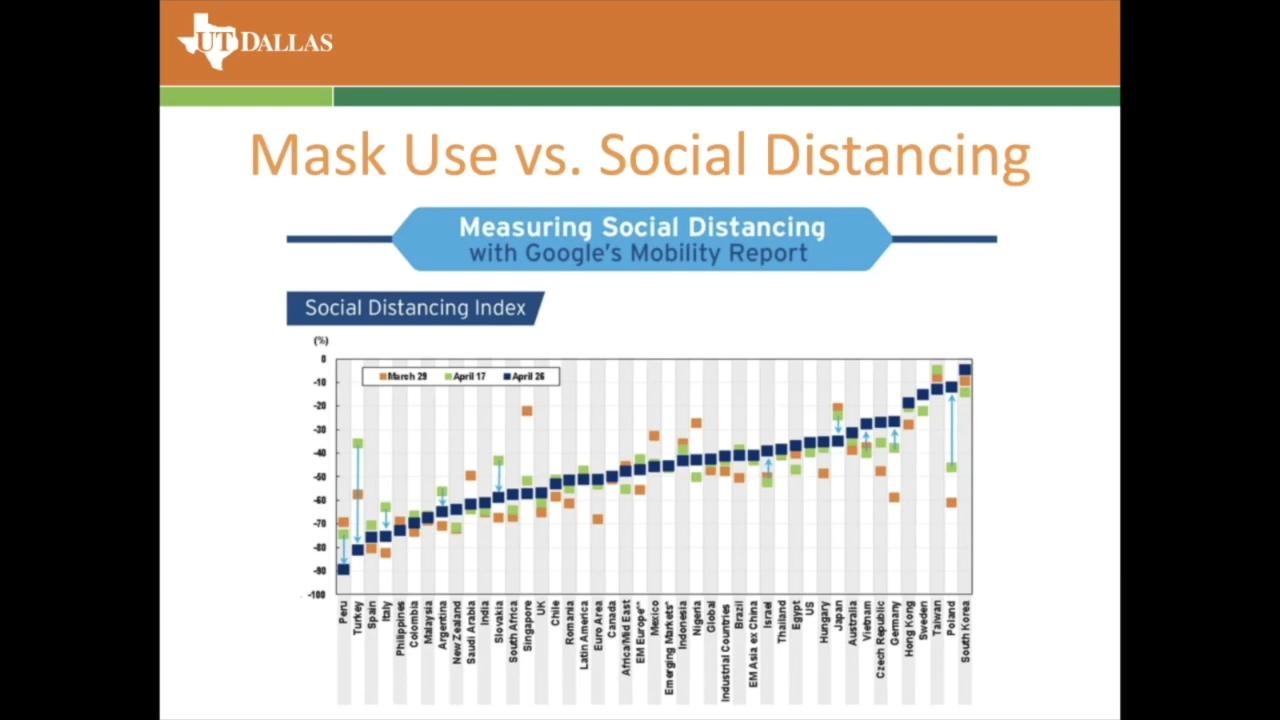 UT DALLAS
Mask Use vs. Social Distancing
Measuring Social Distancing
with Google's Mobility Report
Social Distancing Index
(%)
March 29 April 17 April 26
0
-10
-20
-30
-40
-50
-60
-70
-80
-90
-100
Peru
Turkey
Spain
Italy
Philippines
Colombia
Malaysia
Argentina
New Zealand
Saudi Arabia
India
Slovakia
South Africa
Singapore
UK
Chile
Romania
Latin America
Euro Area
Canada
Africa/Mid East
EM Europe**
Mexico
Emerging Markets*
Indonesia
Nigeria
Global
Industrial Countries
Brazil
EM Asia ex China
Israel
Thailand
Egypt
US
Hungary
Japan
Australia
Vietnam
Czech Republic
Germany
Hong Kong
Sweden
Taiwan
Poland
South Korea